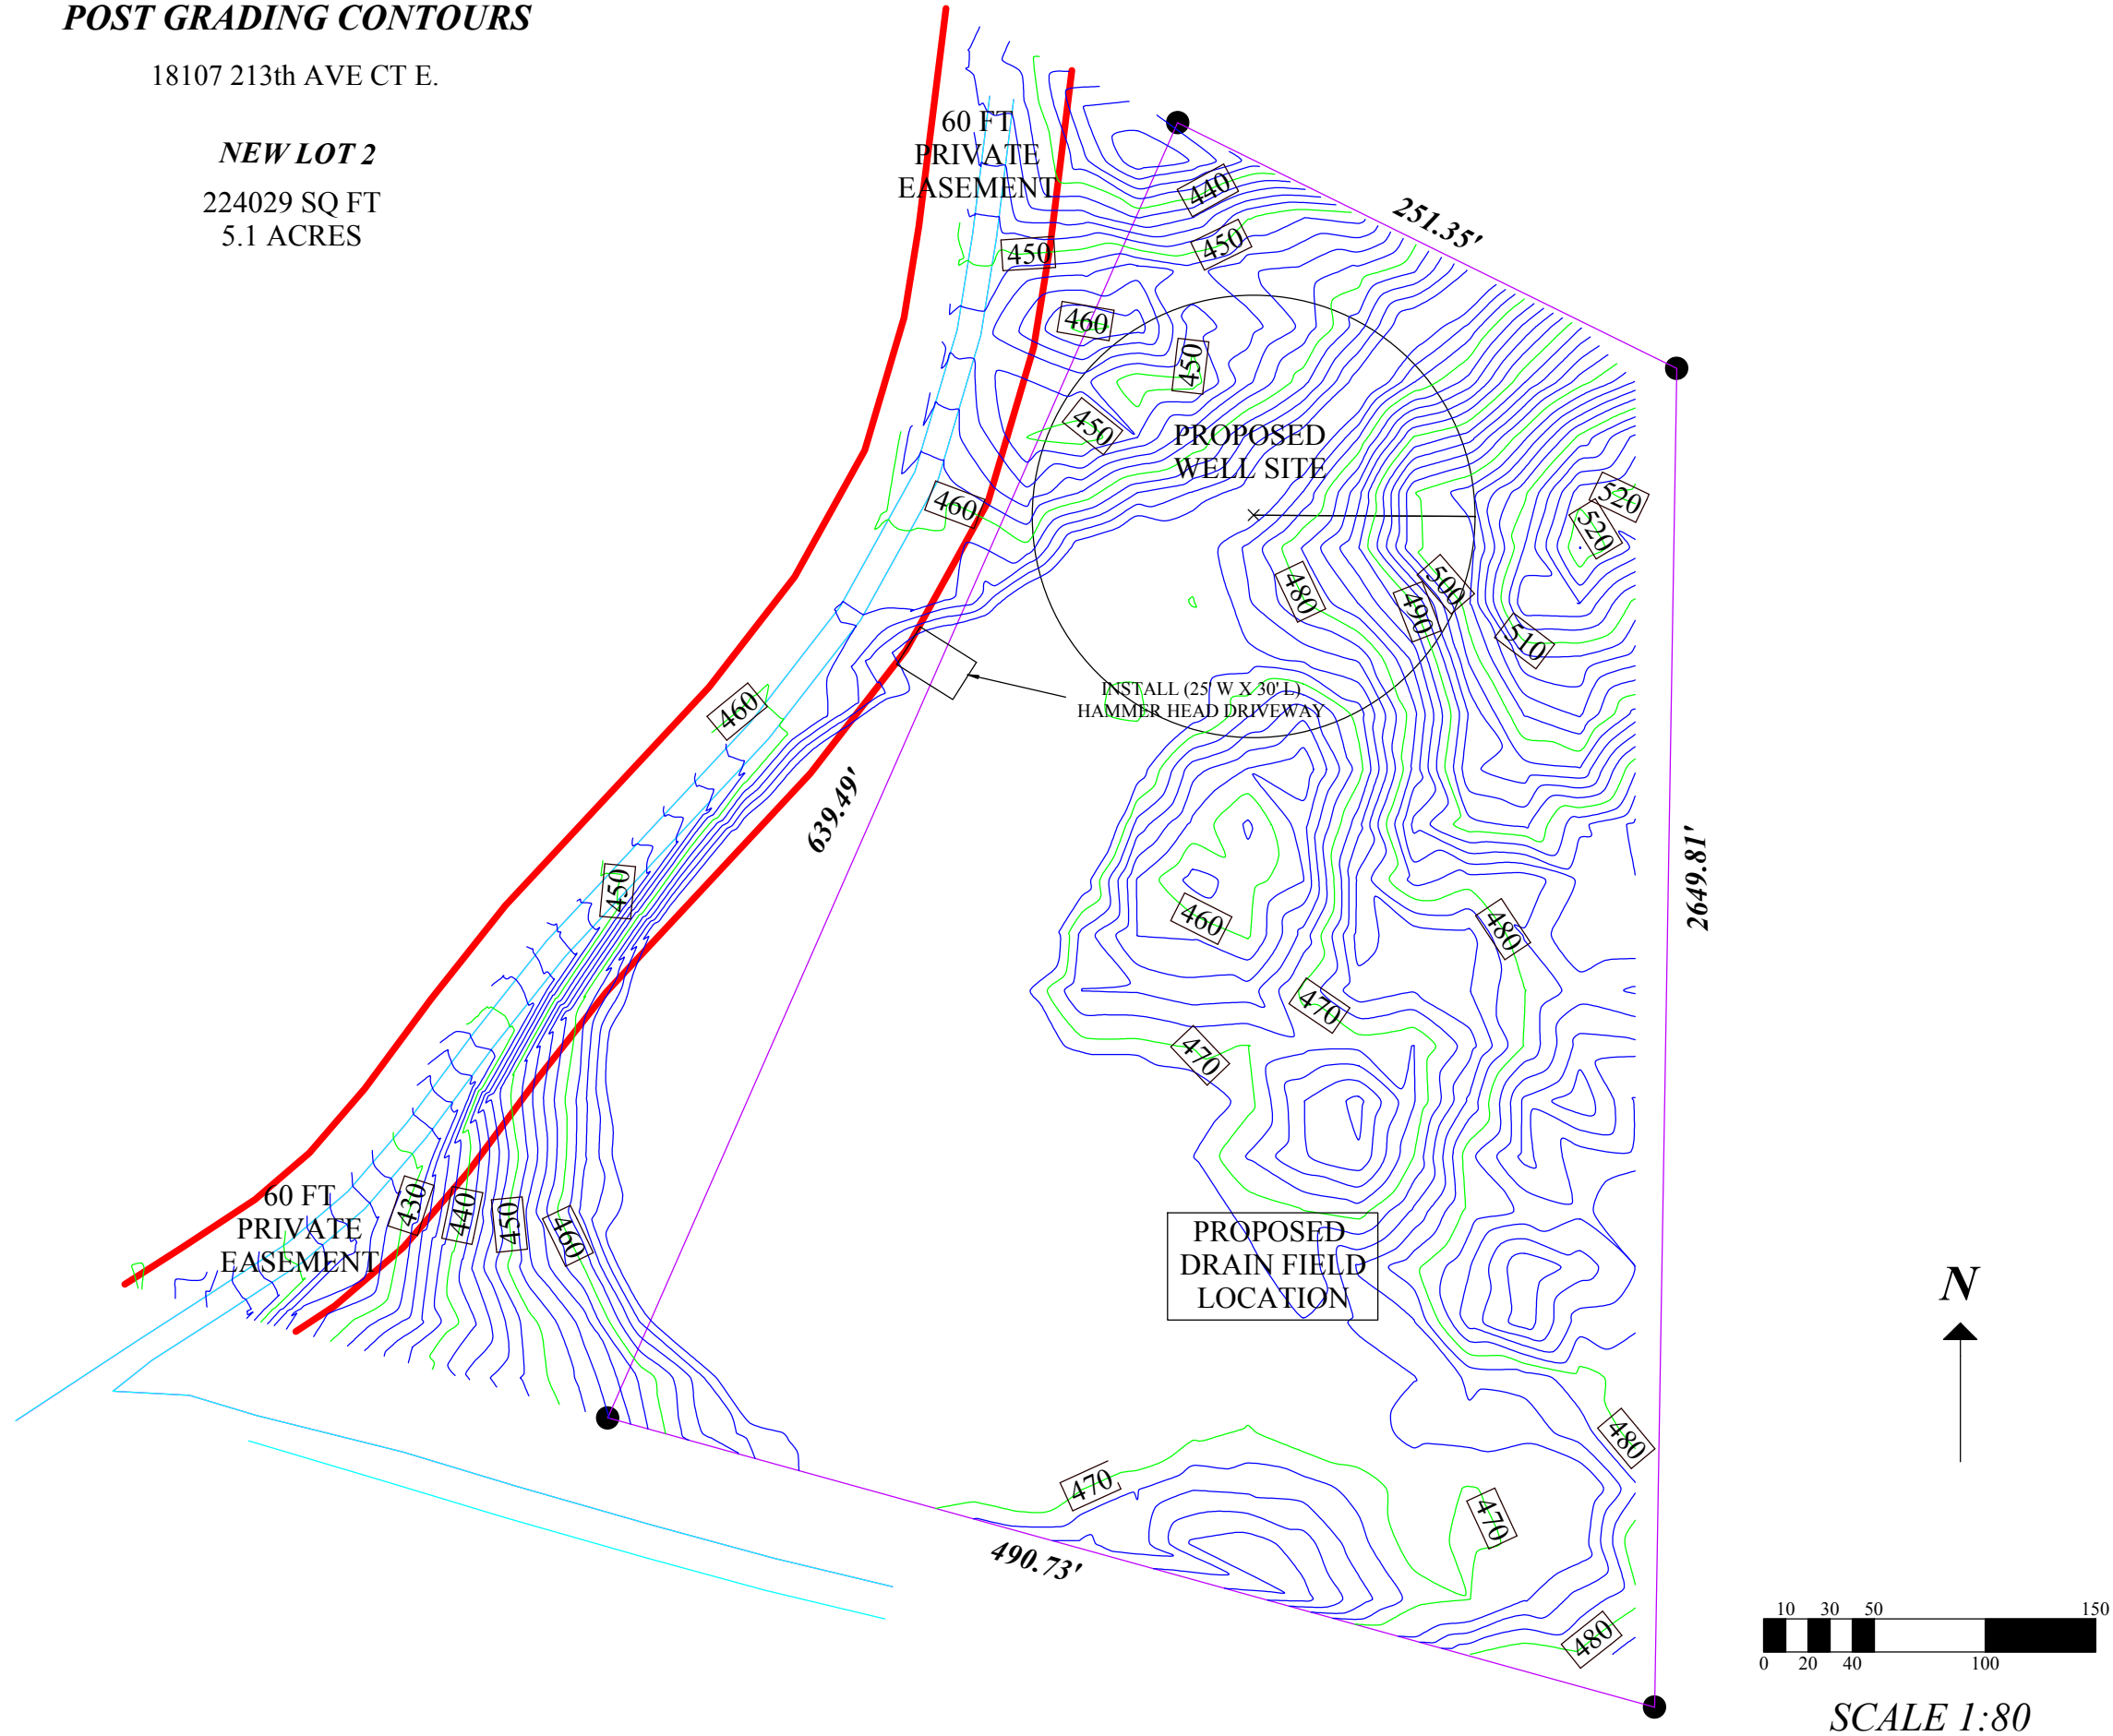 POST GRADING CONTOURS
18107 213th AVE CT E.
NEW LOT 2
224029 SQ FT
5.1 ACRES
60 FT
PRIVATE
EASEMENT
440
450
450
251.35'
460
450
450
PROPOSED
WELL SITE
460
520
520
480
500
490
510
INSTALL (25' W X 30' L)
HAMMER HEAD DRIVEWAY
460
639.49'
450
460
480
2649.81'
470
470
60 FT
PRIVATE
EASEMENT
430
440
450
460
PROPOSED
DRAIN FIELD
LOCATION
N
480
470
470
490.73'
480
10 30 50 150
0 20 40 100
SCALE 1:80